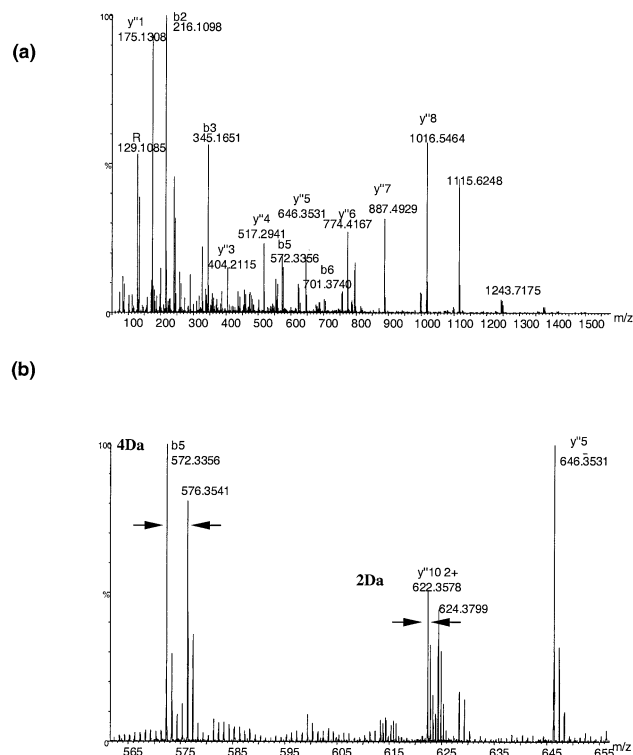 (a)
100
%
y"1
175.1308
b2
216.1098
R
129.1085
b3
345.1651
y"3
404.2115
y"4
517.2941
b5
572.3356
y"5
646.3531
b6
701.3740
y"6
774.4167
y"7
887.4929
y"8
1016.5464
1115.6248
1243.7175
100 200 300 400 500 600 700 800 900 1000 1100 1200 1300 1400 1500 m/z
(b)
100
%
4Da
b5
572.3356
576.3541
2Da
y"10 2+
622.3578
624.3799
y"5
646.3531
565 575 585 595 605 615 625 635 645 655 m/z